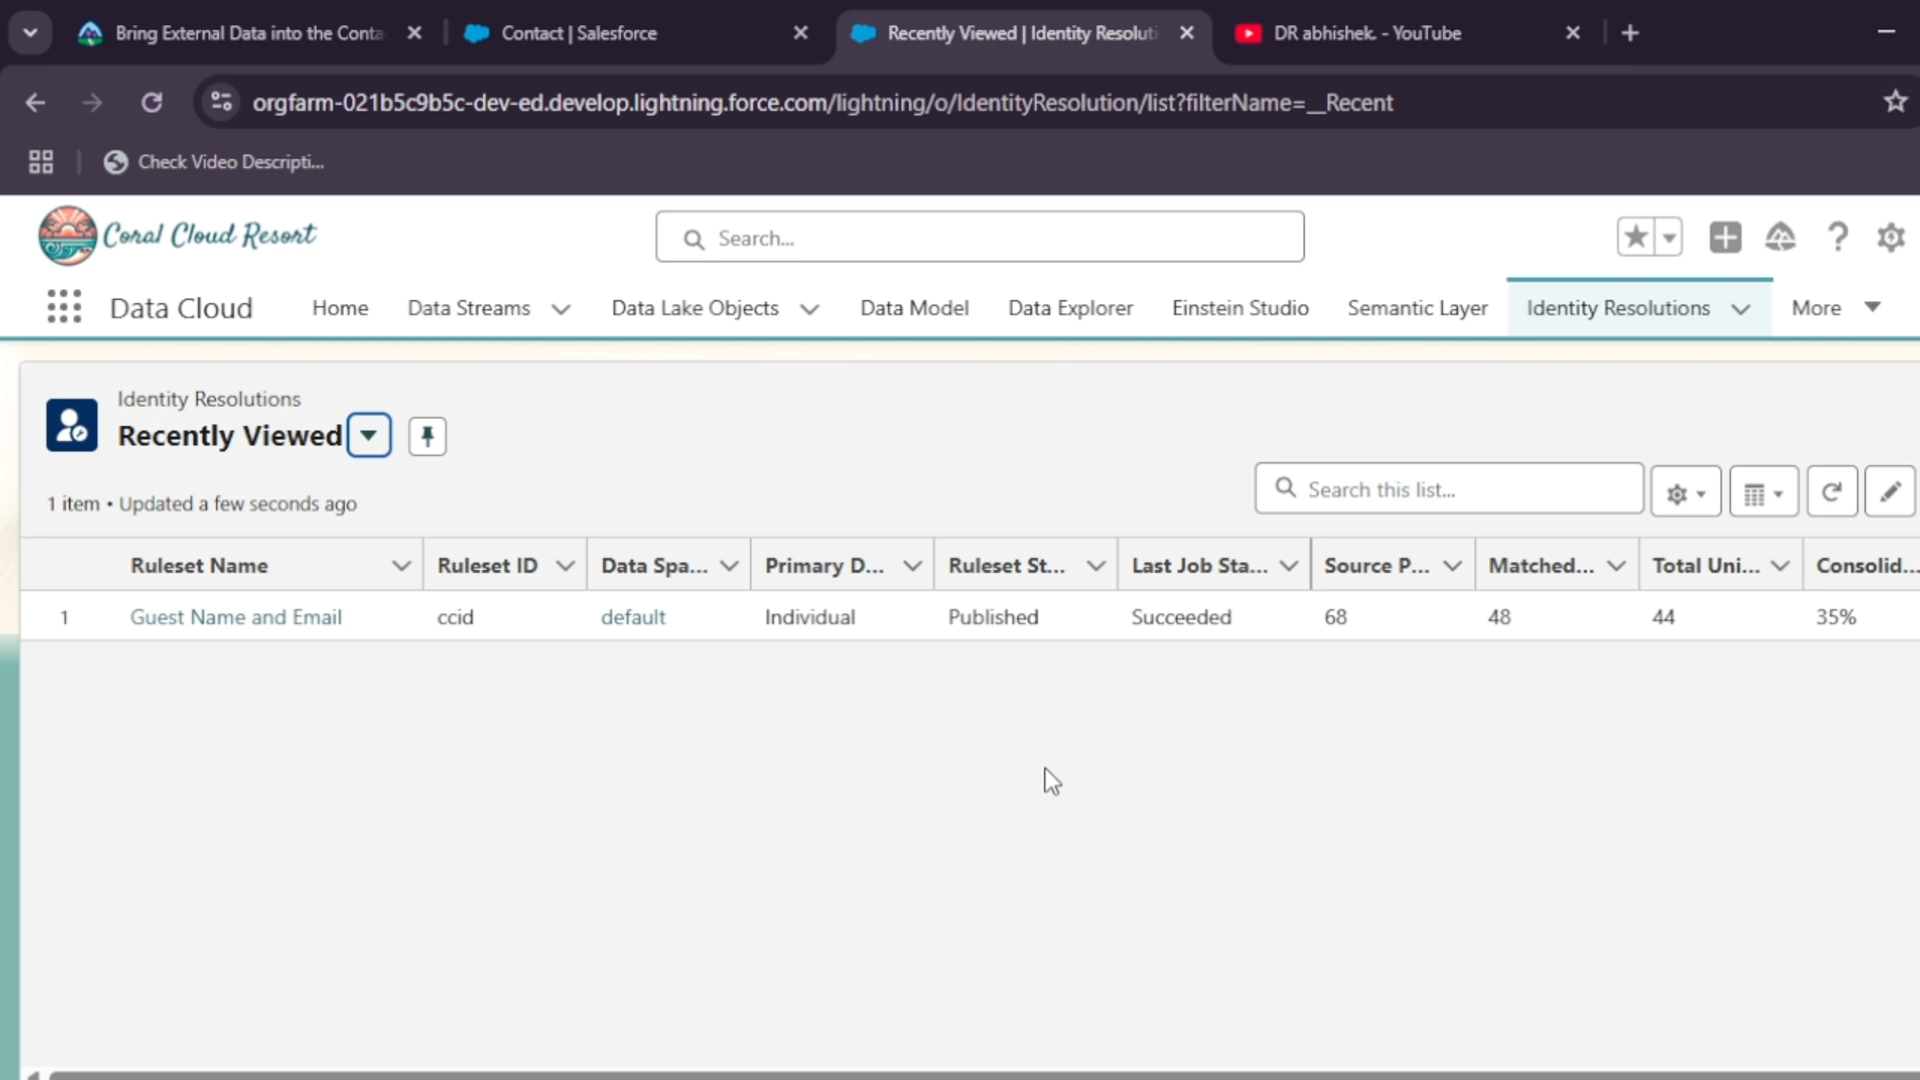 Bring External Data into the Conta
Contact | Salesforce
Recently Viewed | Identity Resoluti
DR abhishek. - YouTube
orgfarm-021b5c9b5c-dev-ed.develop.lightning.force.com/lightning/o/IdentityResolution/list?filterName=__Recent
Check Video Descripti...
Coral Cloud Resort
Search...
Data Cloud
Home
Data Streams
Data Lake Objects
Data Model
Data Explorer
Einstein Studio
Semantic Layer
Identity Resolutions
More
Identity Resolutions
Recently Viewed
1 item • Updated a few seconds ago
Search this list...
Ruleset Name
Ruleset ID
Data Spa...
Primary D...
Ruleset St...
Last Job Sta...
Source P...
Matched...
Total Uni...
Consolid...
1
Guest Name and Email
ccid
default
Individual
Published
Succeeded
68
48
44
35%